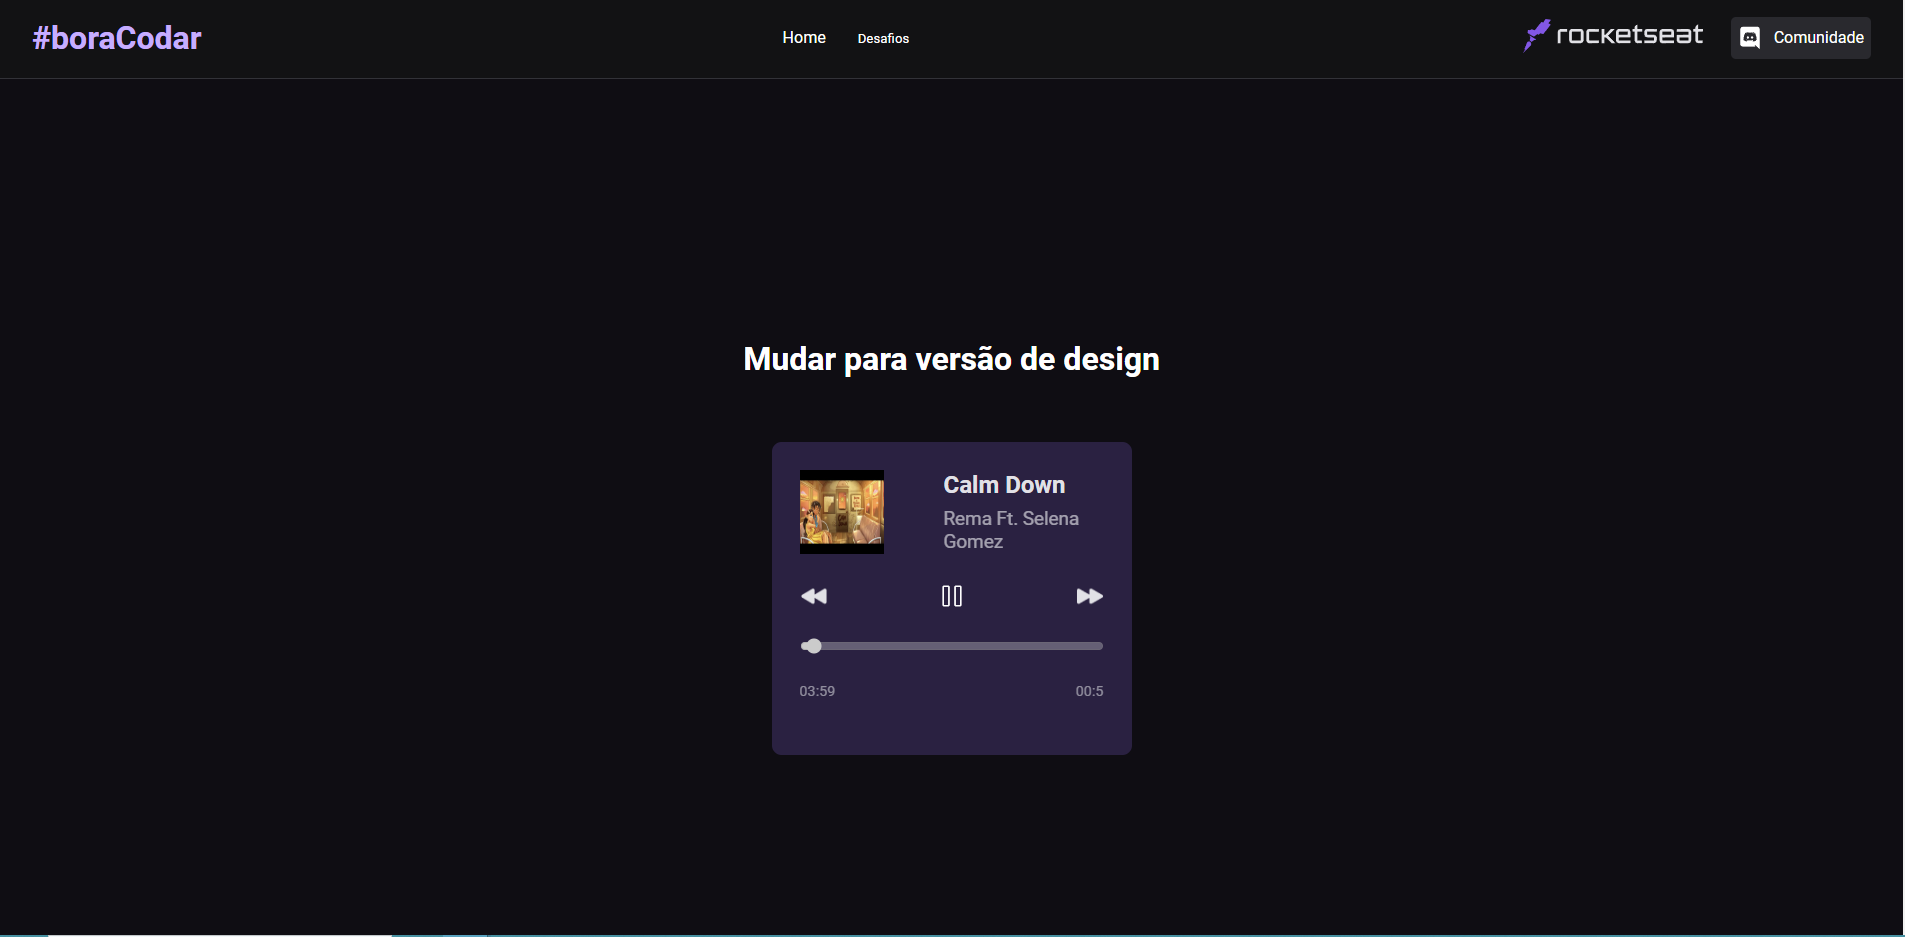 #boraCodar
Home
Desafios
rocketseat
Comunidade
Mudar para versão de design
Calm Down
Rema Ft. Selena
Gomez
03:59
00:5